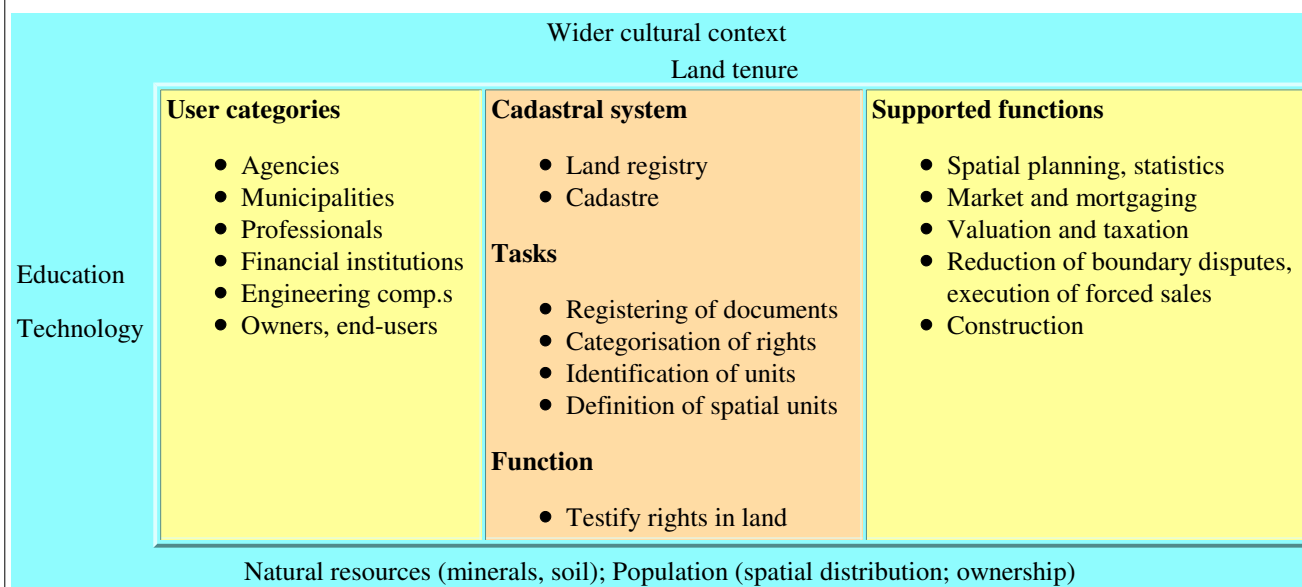 Wider cultural context
Land tenure
Education
Technology
User categories
Agencies
Municipalities
Professionals
Financial institutions
Engineering comp.s
Owners, end-users
Cadastral system
Land registry
Cadastre
Tasks
Registering of documents
Categorisation of rights
Identification of units
Definition of spatial units
Function
Testify rights in land
Supported functions
Spatial planning, statistics
Market and mortgaging
Valuation and taxation
Reduction of boundary disputes,
execution of forced sales
Construction
Natural resources (minerals, soil); Population (spatial distribution; ownership)